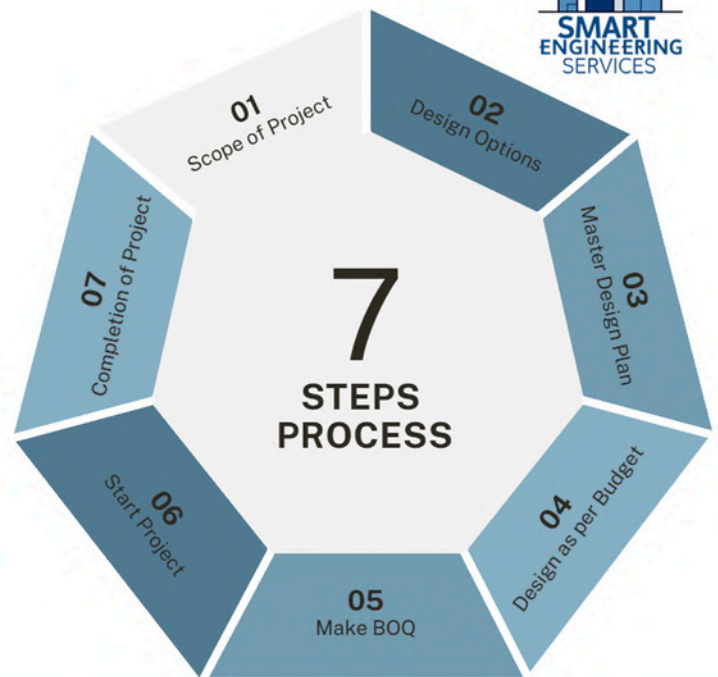 SMART
ENGINEERING
SERVICES
01
Scope of Project
02
Design Options
03
Master Design Plan
04
Design as per Budget
05
Make BOQ
06
Start Project
07
Completion of Project
7
STEPS
PROCESS